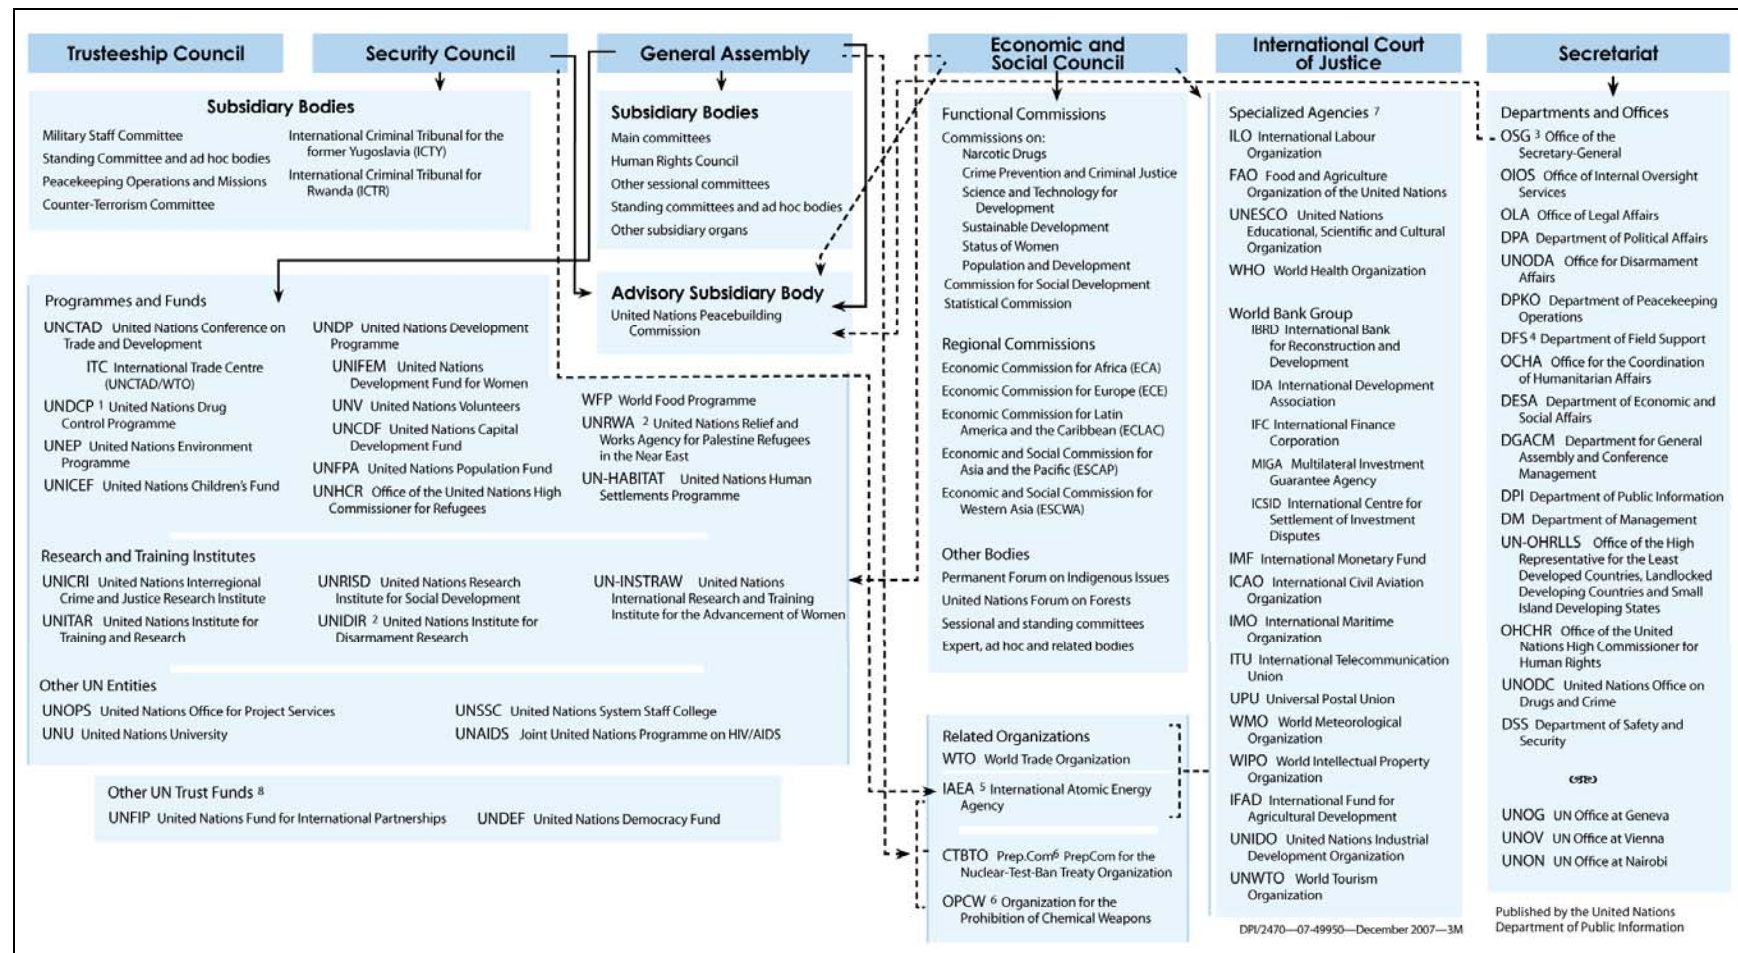 Trusteeship Council
Security Council
General Assembly
Economic and
Social Council
International Court
of Justice
Secretariat
Subsidiary Bodies
Military Staff Committee
Standing Committee and ad hoc bodies
Peacekeeping Operations and Missions
Counter-Terrorism Committee
International Criminal Tribunal for the
former Yugoslavia (ICTY)
International Criminal Tribunal for
Rwanda (ICTR)
Subsidiary Bodies
Main committees
Human Rights Council
Other sessional committees
Standing committees and ad hoc bodies
Other subsidiary organs
Advisory Subsidiary Body
United Nations Peacebuilding
Commission
Programmes and Funds
UNCTAD United Nations Conference on
Trade and Development
ITC International Trade Centre
(UNCTAD/WTO)
UNDCP 1 United Nations Drug
Control Programme
UNEP United Nations Environment
Programme
UNICEF United Nations Children's Fund
UNDP United Nations Development
Programme
UNIFEM United Nations
Development Fund for Women
UNV United Nations Volunteers
UNCDF United Nations Capital
Development Fund
UNFPA United Nations Population Fund
UNHCR Office of the United Nations High
Commissioner for Refugees
WFP World Food Programme
UNRWA 2 United Nations Relief and
Works Agency for Palestine Refugees
in the Near East
UN-HABITAT United Nations Human
Settlements Programme
Research and Training Institutes
UNICRI United Nations Interregional
Crime and Justice Research Institute
UNITAR United Nations Institute for
Training and Research
UNRISD United Nations Research
Institute for Social Development
UNIDIR 2 United Nations Institute for
Disarmament Research
UN-INSTRAW United Nations
International Research and Training
Institute for the Advancement of Women
Other UN Entities
UNOPS United Nations Office for Project Services
UNU United Nations University
UNSSC United Nations System Staff College
UNAIDS Joint United Nations Programme on HIV/AIDS
Other UN Trust Funds 8
UNFIP United Nations Fund for International Partnerships
UNDEF United Nations Democracy Fund
Functional Commissions
Commissions on:
Narcotic Drugs
Crime Prevention and Criminal Justice
Science and Technology for
Development
Sustainable Development
Status of Women
Population and Development
Commission for Social Development
Statistical Commission
Regional Commissions
Economic Commission for Africa (ECA)
Economic Commission for Europe (ECE)
Economic Commission for Latin
America and the Caribbean (ECLAC)
Economic and Social Commission for
Asia and the Pacific (ESCAP)
Economic and Social Commission for
Western Asia (ESCWA)
Other Bodies
Permanent Forum on Indigenous Issues
United Nations Forum on Forests
Sessional and standing committees
Expert, ad hoc and related bodies
Related Organizations
WTO World Trade Organization
IAEA 5 International Atomic Energy
Agency
CTBTO Prep.Com6 PrepCom for the
Nuclear-Test-Ban Treaty Organization
OPCW 6 Organization for the
Prohibition of Chemical Weapons
Specialized Agencies 7
ILO International Labour
Organization
FAO Food and Agriculture
Organization of the United Nations
UNESCO United Nations
Educational, Scientific and Cultural
Organization
WHO World Health Organization
World Bank Group
IBRD International Bank
for Reconstruction and
Development
IDA International Development
Association
IFC International Finance
Corporation
MIGA Multilateral Investment
Guarantee Agency
ICSID International Centre for
Settlement of Investment
Disputes
IMF International Monetary Fund
ICAO International Civil Aviation
Organization
IMO International Maritime
Organization
ITU International Telecommunication
Union
UPU Universal Postal Union
WMO World Meteorological
Organization
WIPO World Intellectual Property
Organization
IFAD International Fund for
Agricultural Development
UNIDO United Nations Industrial
Development Organization
UNWTO World Tourism
Organization
DPI/2470—07-49950—December 2007—3M
Departments and Offices
OSG 3 Office of the
Secretary-General
OIOS Office of Internal Oversight
Services
OLA Office of Legal Affairs
DPA Department of Political Affairs
UNODA Office for Disarmament
Affairs
DPKO Department of Peacekeeping
Operations
DFS 4 Department of Field Support
OCHA Office for the Coordination
of Humanitarian Affairs
DESA Department of Economic and
Social Affairs
DGACM Department for General
Assembly and Conference
Management
DPI Department of Public Information
DM Department of Management
UN-OHRLLS Office of the High
Representative for the Least
Developed Countries, Landlocked
Developing Countries and Small
Island Developing States
OHCHR Office of the United
Nations High Commissioner for
Human Rights
UNODC United Nations Office on
Drugs and Crime
DSS Department of Safety and
Security
UNOG UN Office at Geneva
UNOV UN Office at Vienna
UNON UN Office at Nairobi
Published by the United Nations
Department of Public Information